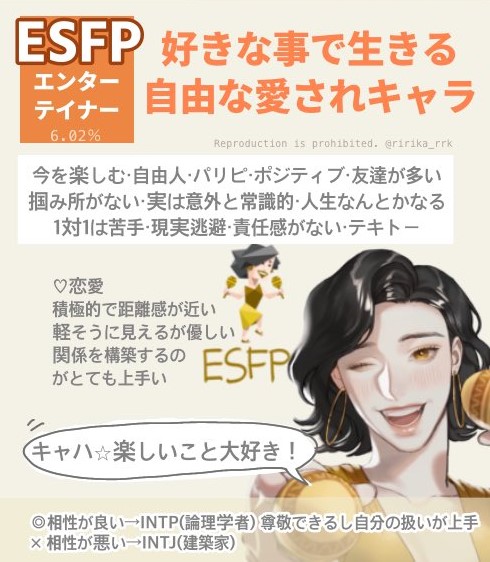 ESFP
エンター
テイナー
6.02%
好きな事で生きる
自由な愛されキャラ
Reproduction is prohibited. @ririka_rrk
今を楽しむ･自由人･パリピ･ポジティブ･友達が多い
掴み所がない･実は意外と常識的･人生なんとかなる
1対1は苦手･現実逃避･責任感がない･テキトー
♡恋愛
積極的で距離感が近い
軽そうに見えるが優しい
関係を構築するの
がとても上手い
ESFP
キャハ☆楽しいこと大好き！
◎相性が良い→INTP(論理学者) 尊敬できるし自分の扱いが上手
× 相性が悪い→INTJ(建築家)